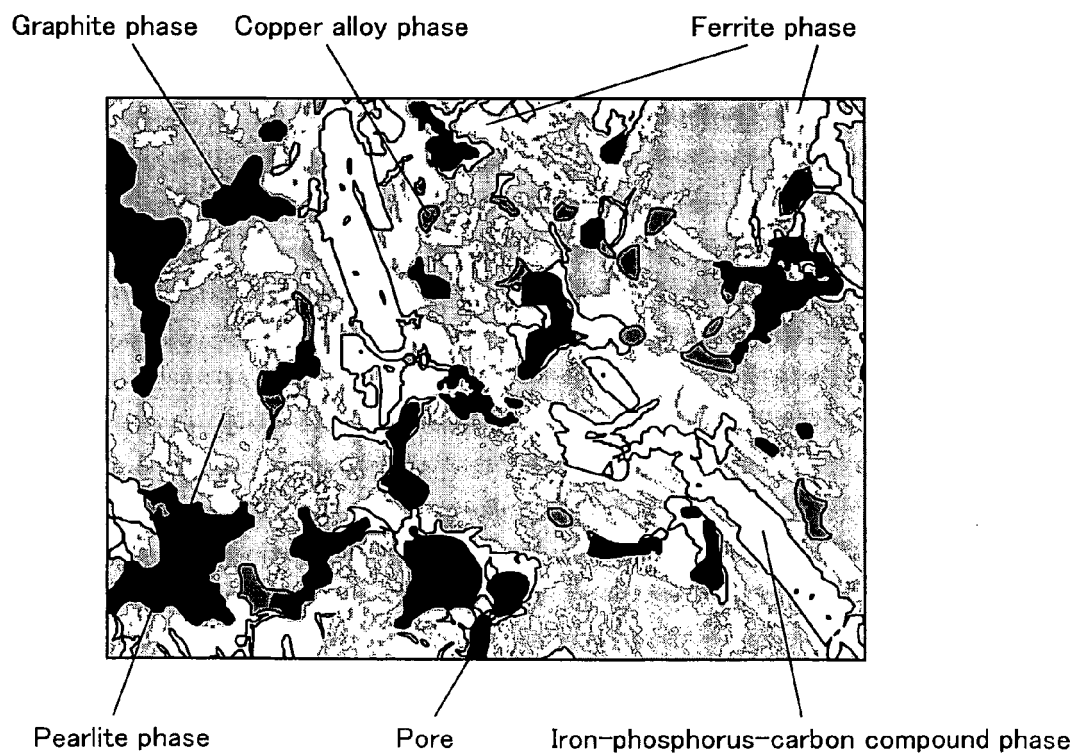 Graphite phase
Copper alloy phase
Ferrite phase
Pearlite phase
Pore
Iron-phosphorus-carbon compound phase